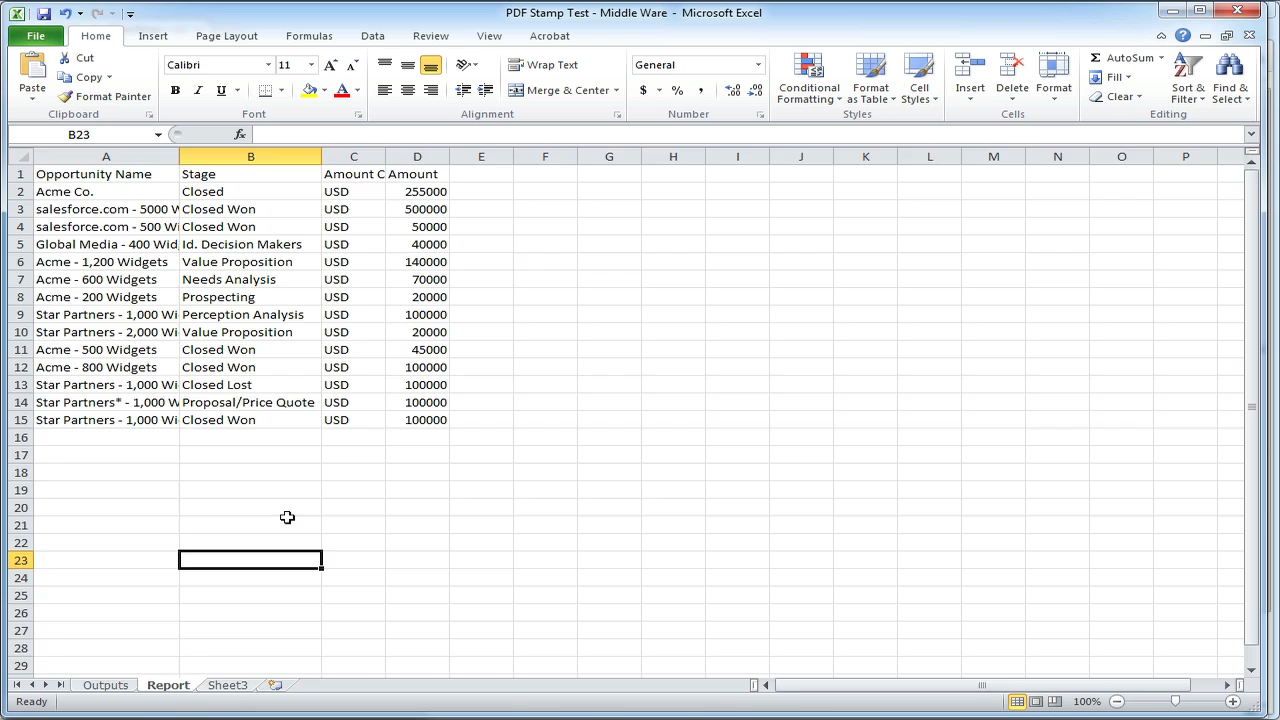 PDF Stamp Test - Middle Ware - Microsoft Excel
File Home Insert Page Layout Formulas Data Review View Acrobat
Paste
Cut
Copy
Format Painter
Calibri 11
B I U
Wrap Text
Merge & Center
General
$ % ,
Conditional Formatting
Format as Table
Cell Styles
Insert Delete Format
AutoSum
Fill
Clear
Sort & Filter
Find & Select
Clipboard Font Alignment Number Styles Cells Editing
B23 fx
A B C D E F G H I J K L M N O P
1 Opportunity Name Stage Amount C Amount
2 Acme Co. Closed USD 255000
3 salesforce.com - 5000 W Closed Won USD 500000
4 salesforce.com - 500 Wi Closed Won USD 50000
5 Global Media - 400 Wid Id. Decision Makers USD 40000
6 Acme - 1,200 Widgets Value Proposition USD 140000
7 Acme - 600 Widgets Needs Analysis USD 70000
8 Acme - 200 Widgets Prospecting USD 20000
9 Star Partners - 1,000 Wi Perception Analysis USD 100000
10 Star Partners - 2,000 Wi Value Proposition USD 20000
11 Acme - 500 Widgets Closed Won USD 45000
12 Acme - 800 Widgets Closed Won USD 100000
13 Star Partners - 1,000 Wi Closed Lost USD 100000
14 Star Partners* - 1,000 W Proposal/Price Quote USD 100000
15 Star Partners - 1,000 Wi Closed Won USD 100000
16
17
18
19
20
21
22
23
24
25
26
27
28
29
Outputs Report Sheet3
Ready 100%